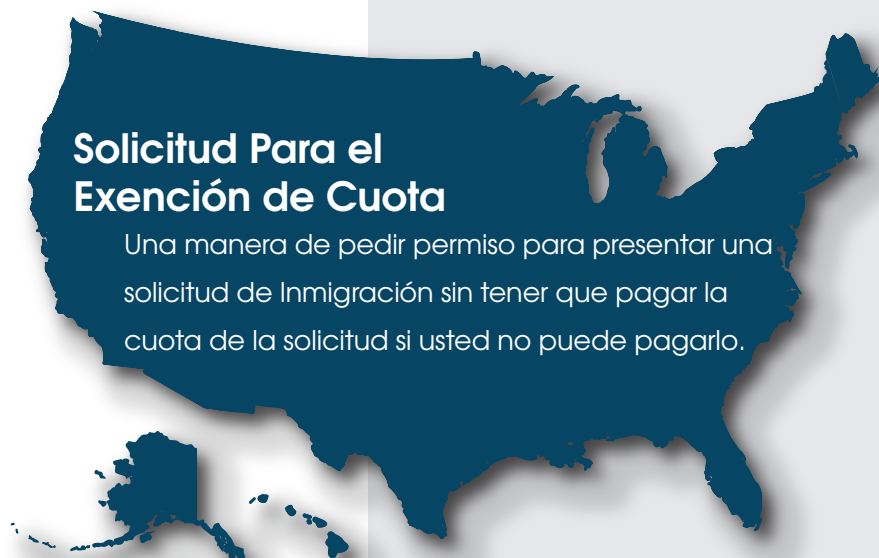 Solicitud Para el
Exención de Cuota
Una manera de pedir permiso para presentar una
solicitud de Inmigración sin tener que pagar la
cuota de la solicitud si usted no puede pagarlo.